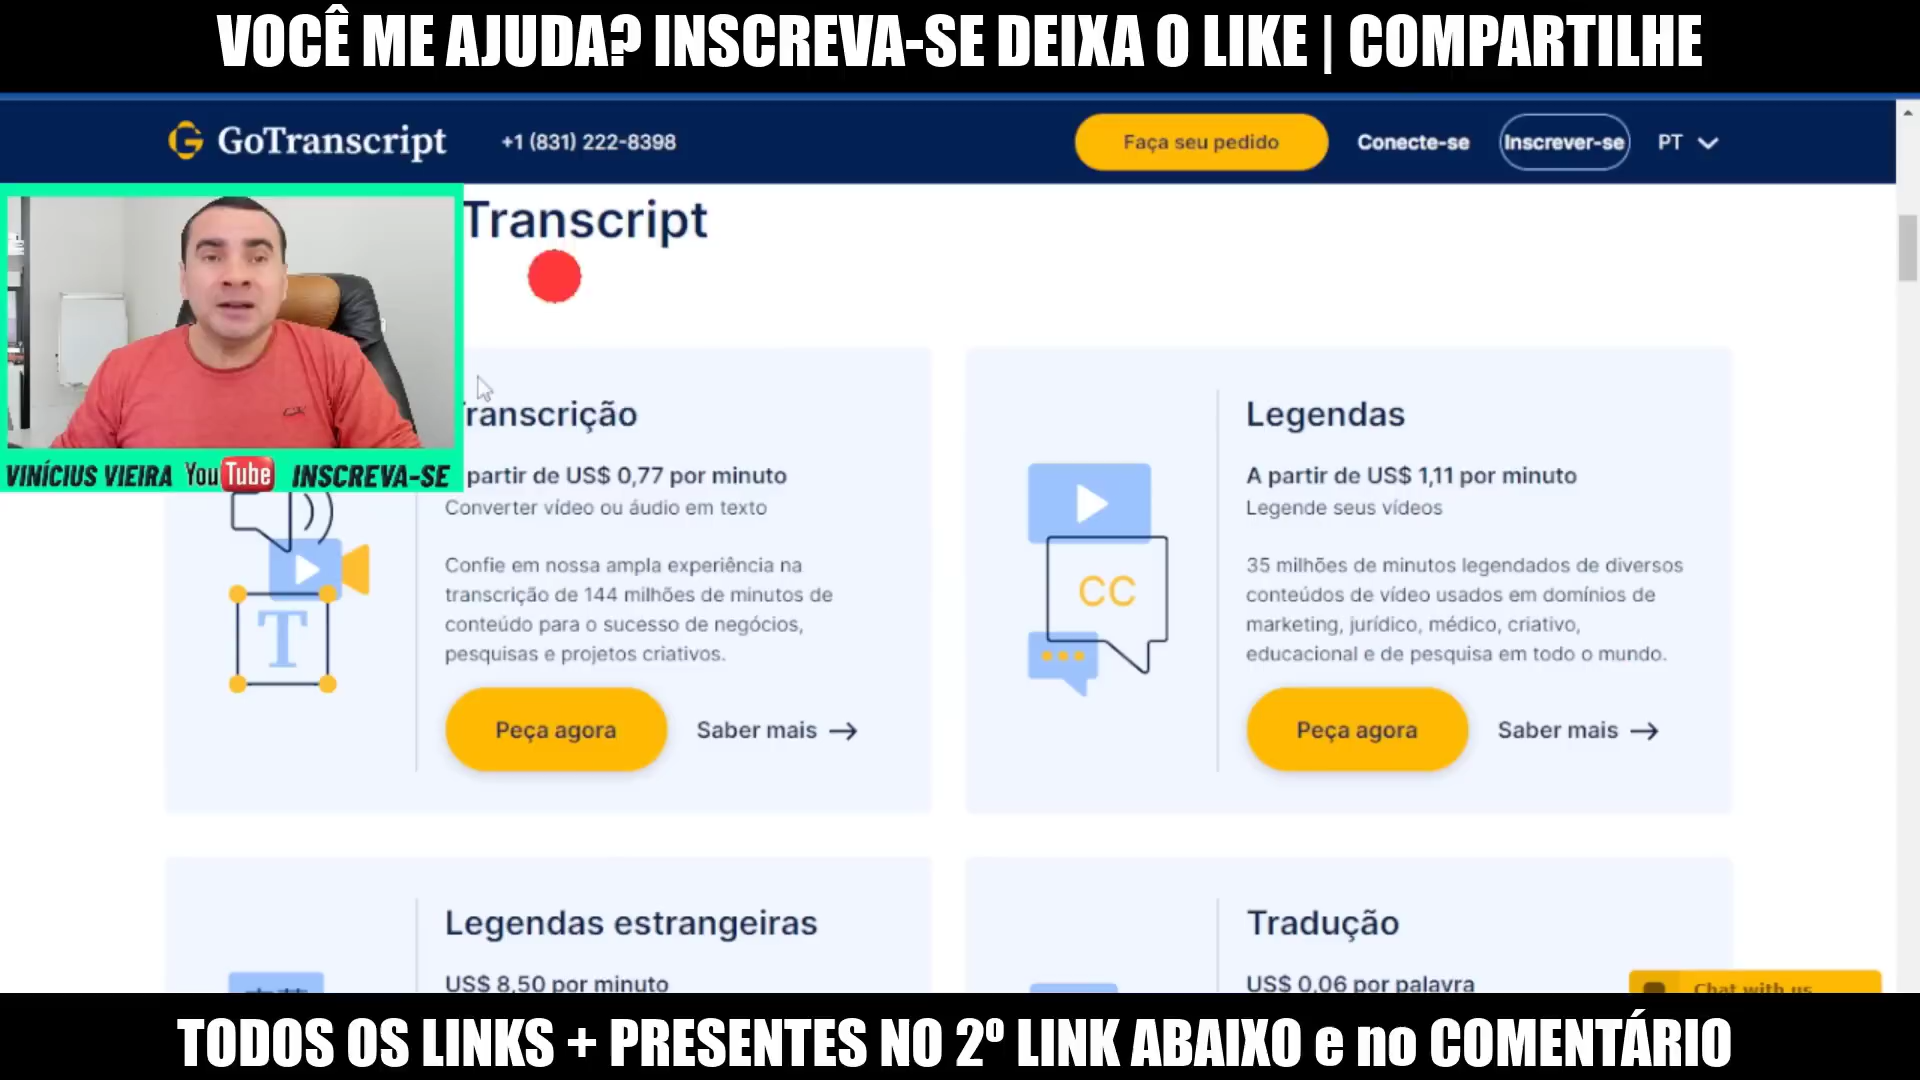 VOCÊ ME AJUDA? INSCREVA-SE DEIXA O LIKE | COMPARTILHE
GoTranscript
+1 (831) 222-8398
Faça seu pedido
Conecte-se
Inscrever-se
PT
Transcript
VINÍCIUS VIEIRA YouTube INSCREVA-SE
Transcrição
partir de US$ 0,77 por minuto
Converter vídeo ou áudio em texto
Confie em nossa ampla experiência na
transcrição de 144 milhões de minutos de
conteúdo para o sucesso de negócios,
pesquisas e projetos criativos.
Peça agora
Saber mais →
T
Legendas
A partir de US$ 1,11 por minuto
Legende seus vídeos
35 milhões de minutos legendados de diversos
conteúdos de vídeo usados em domínios de
marketing, jurídico, médico, criativo,
educacional e de pesquisa em todo o mundo.
Peça agora
Saber mais →
CC
Legendas estrangeiras
US$ 8,50 por minuto
Tradução
US$ 0,06 por palavra
Chat with us
TODOS OS LINKS + PRESENTES NO 2º LINK ABAIXO e no COMENTÁRIO